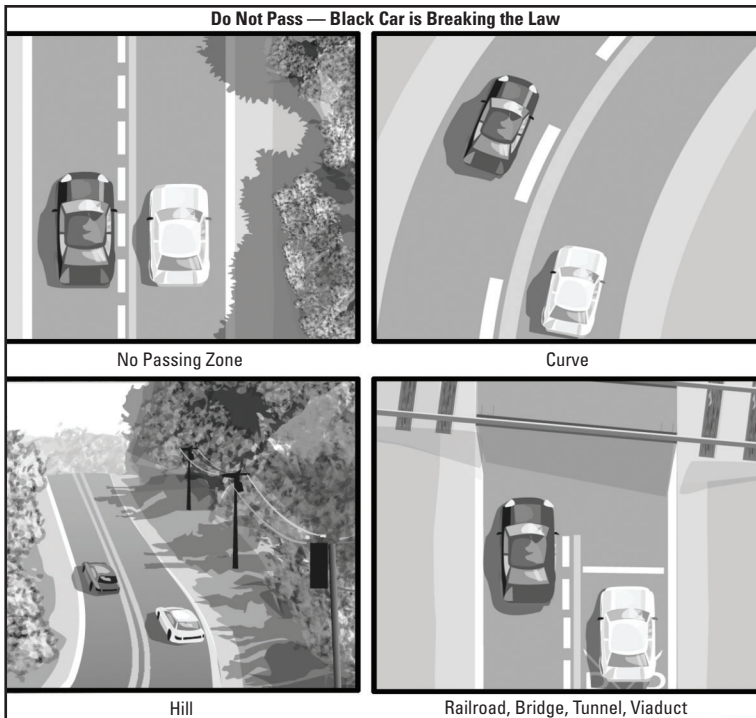 Do Not Pass — Black Car is Breaking the Law
No Passing Zone
Curve
Hill
Railroad, Bridge, Tunnel, Viaduct